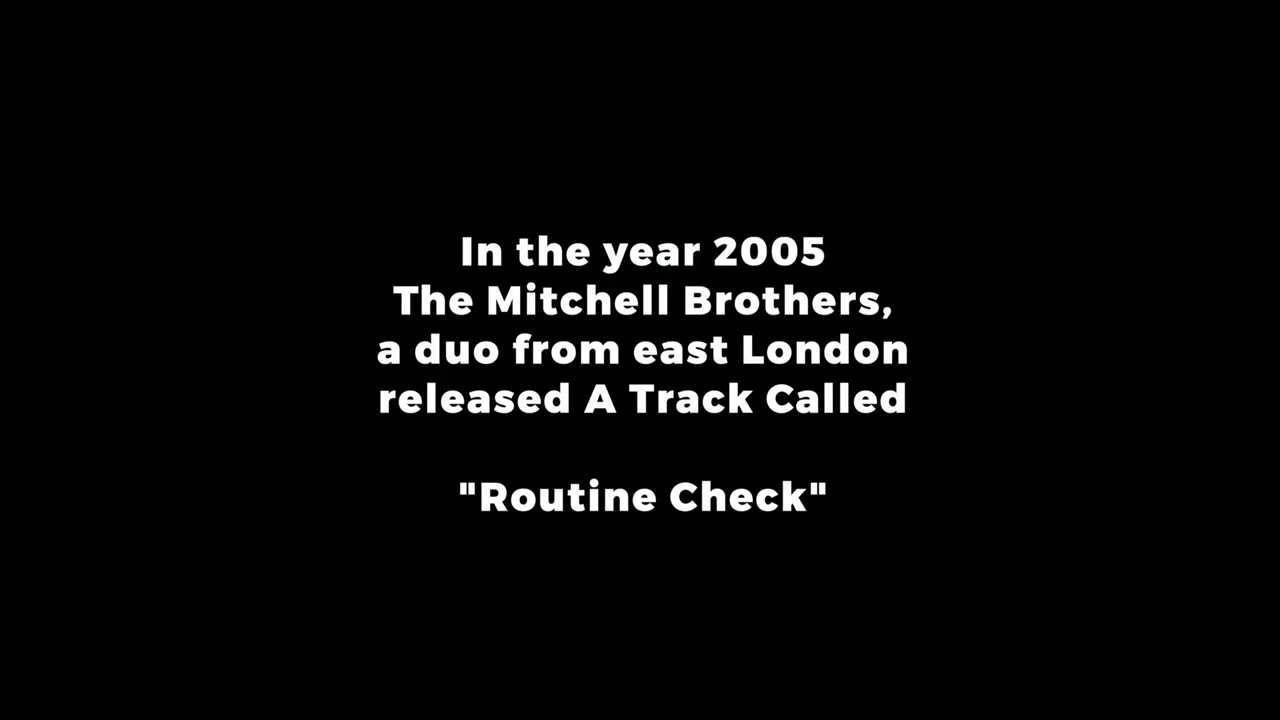 In the year 2005
The Mitchell Brothers,
a duo from east London
released A Track Called
"Routine Check"